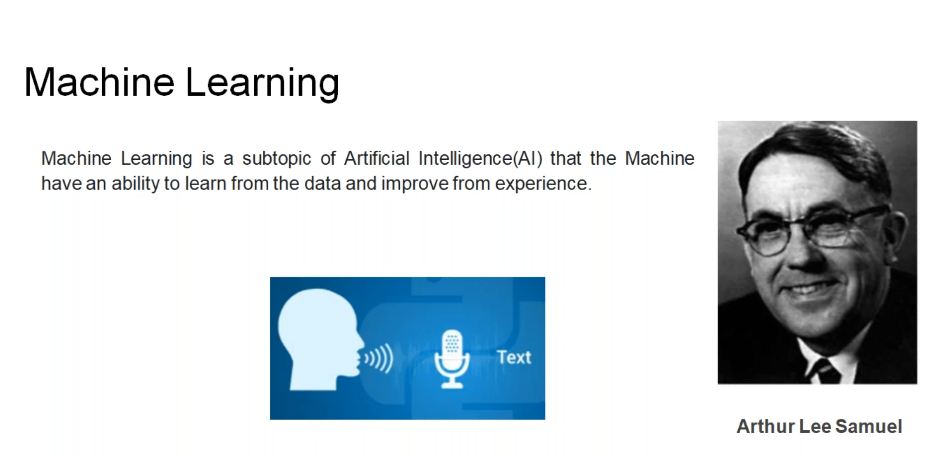 Machine Learning
Machine Learning is a subtopic of Artificial Intelligence(AI) that the Machine
have an ability to learn from the data and improve from experience.
Text
Arthur Lee Samuel